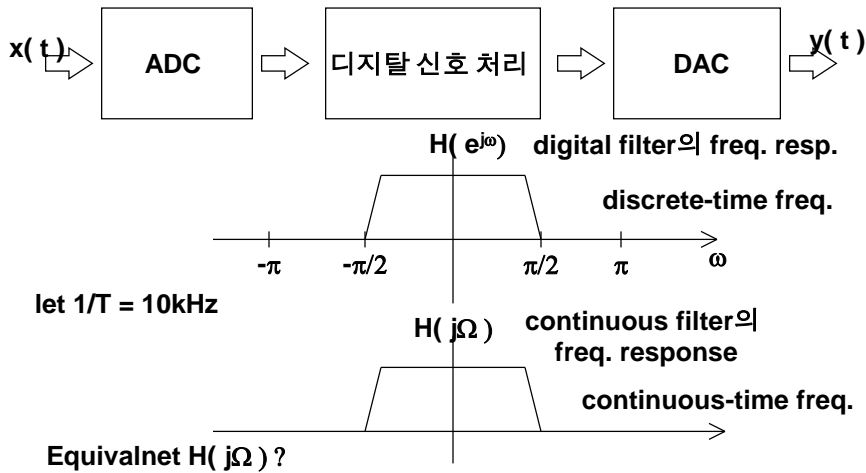 x( t )
ADC
디지탈 신호 처리
DAC
y( t )
H( e^jω) digital filter의 freq. resp.
discrete-time freq.
-π -π/2 π/2 π ω
let 1/T = 10kHz
H( jΩ ) continuous filter의
freq. response
continuous-time freq.
Equivalnet H( jΩ ) ?